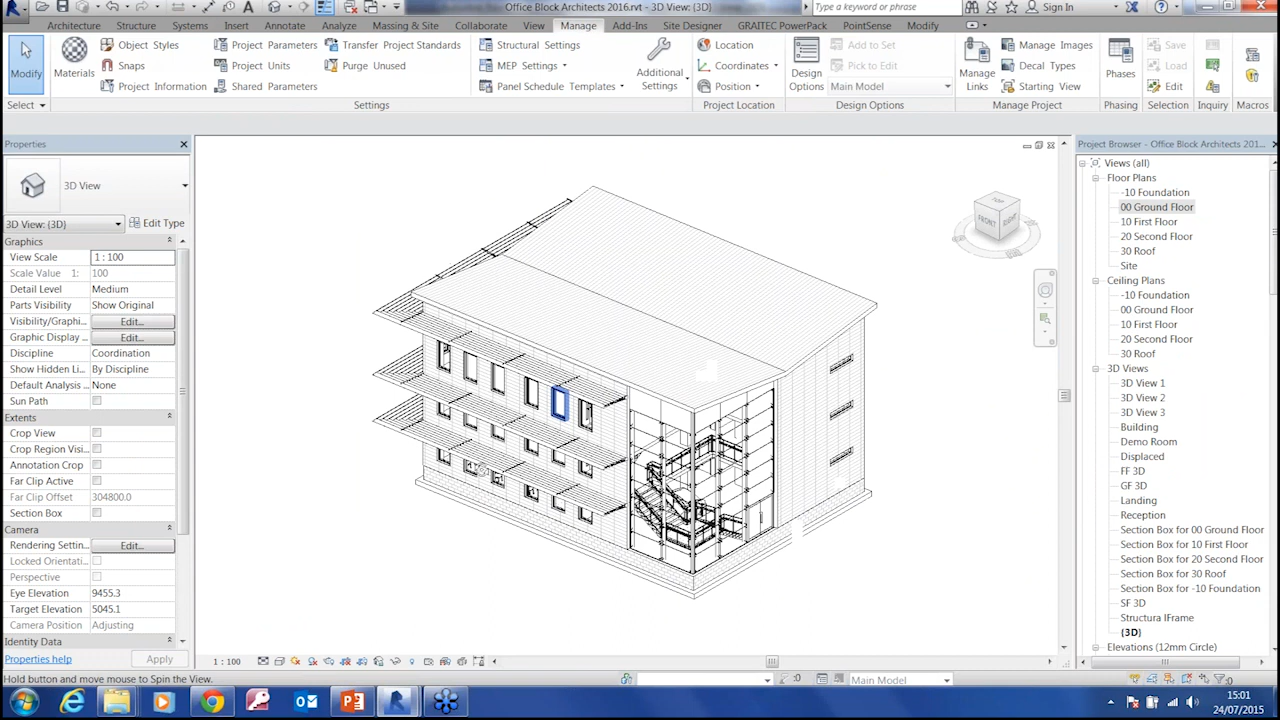 Office Block Architects 2016.rvt - 3D View: {3D}
Type a keyword or phrase
Sign In
Architecture Structure Systems Insert Annotate Analyze Massing & Site Collaborate View Manage Add-Ins Site Designer GRAITEC PowerPack PointSense Modify
Modify
Select
Materials
Object Styles
Snaps
Project Information
Project Parameters
Project Units
Shared Parameters
Transfer Project Standards
Purge Unused
Structural Settings
MEP Settings
Panel Schedule Templates
Additional Settings
Settings
Location
Coordinates
Position
Project Location
Design Options
Add to Set
Pick to Edit
Main Model
Design Options
Manage Links
Manage Images
Decal Types
Starting View
Manage Project
Phases
Phasing
Save
Load
Edit
Selection
Inquiry
Macros
Properties
3D View
3D View: {3D}
Edit Type
Graphics
View Scale 1 : 100
Scale Value 1: 100
Detail Level Medium
Parts Visibility Show Original
Visibility/Graphi... Edit...
Graphic Display ... Edit...
Discipline Coordination
Show Hidden Li... By Discipline
Default Analysis ... None
Sun Path
Extents
Crop View
Crop Region Visi...
Annotation Crop
Far Clip Active
Far Clip Offset 304800.0
Section Box
Camera
Rendering Settin... Edit...
Locked Orientati...
Perspective
Eye Elevation 9455.3
Target Elevation 5045.1
Camera Position Adjusting
Identity Data
Properties help
Apply
TOP
FRONT
RIGHT
Project Browser - Office Block Architects 201...
Views (all)
Floor Plans
-10 Foundation
00 Ground Floor
10 First Floor
20 Second Floor
30 Roof
Site
Ceiling Plans
-10 Foundation
00 Ground Floor
10 First Floor
20 Second Floor
30 Roof
3D Views
3D View 1
3D View 2
3D View 3
Building
Demo Room
Displaced
FF 3D
GF 3D
Landing
Reception
Section Box for 00 Ground Floor
Section Box for 10 First Floor
Section Box for 20 Second Floor
Section Box for 30 Roof
Section Box for -10 Foundation
SF 3D
Structura lFrame
{3D}
Elevations (12mm Circle)
1 : 100
Hold button and move mouse to Spin the View.
:0
Main Model
:0
15:01
24/07/2015